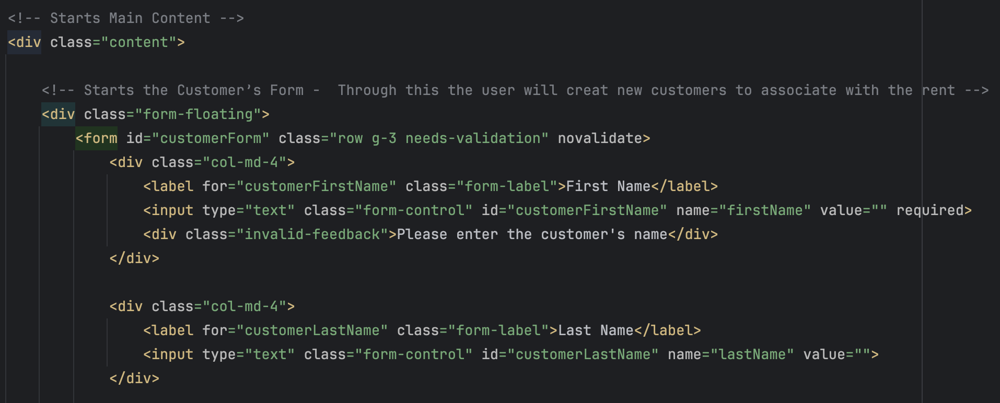 <!-- Starts Main Content -->
<div class="content">
<!-- Starts the Customer’s Form -  Through this the user will creat new customers to associate with the rent -->
<div class="form-floating">
<form id="customerForm" class="row g-3 needs-validation" novalidate>
<div class="col-md-4">
<label for="customerFirstName" class="form-label">First Name</label>
<input type="text" class="form-control" id="customerFirstName" name="firstName" value="" required>
<div class="invalid-feedback">Please enter the customer's name</div>
</div>
<div class="col-md-4">
<label for="customerLastName" class="form-label">Last Name</label>
<input type="text" class="form-control" id="customerLastName" name="lastName" value="">
</div>